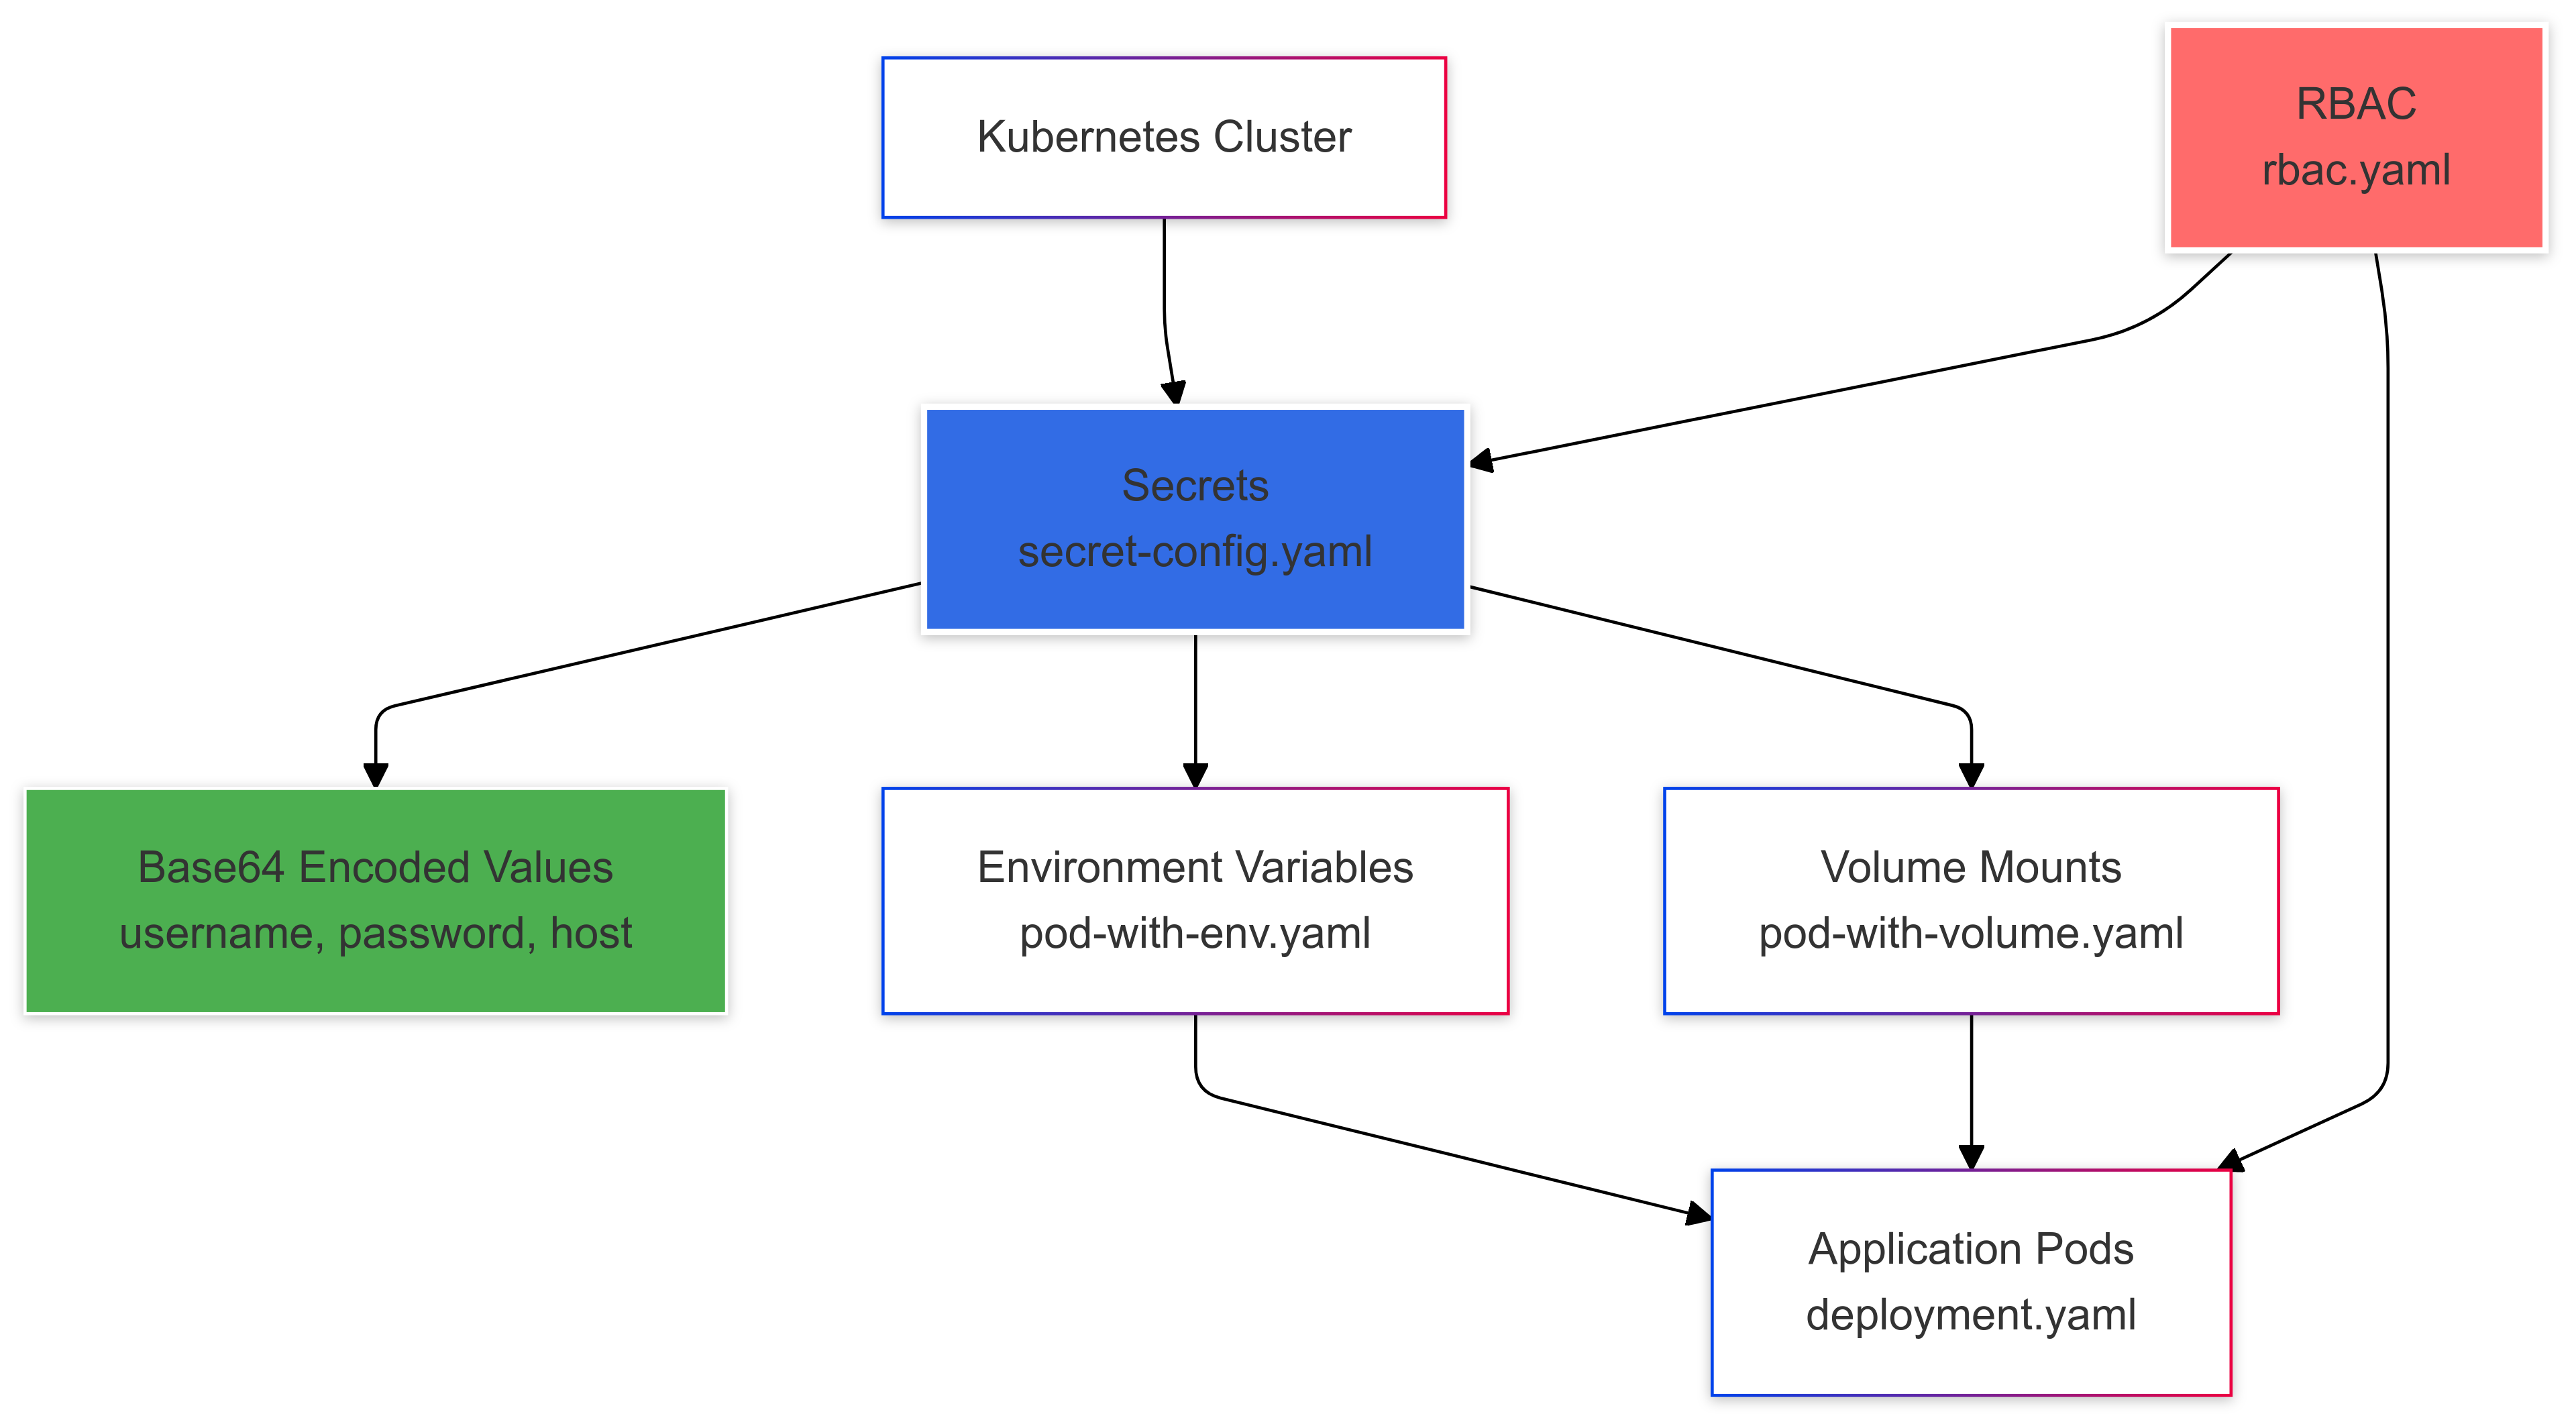 Kubernetes Cluster
RBAC
rbac.yaml
Secrets
secret-config.yaml
Base64 Encoded Values
username, password, host
Environment Variables
pod-with-env.yaml
Volume Mounts
pod-with-volume.yaml
Application Pods
deployment.yaml